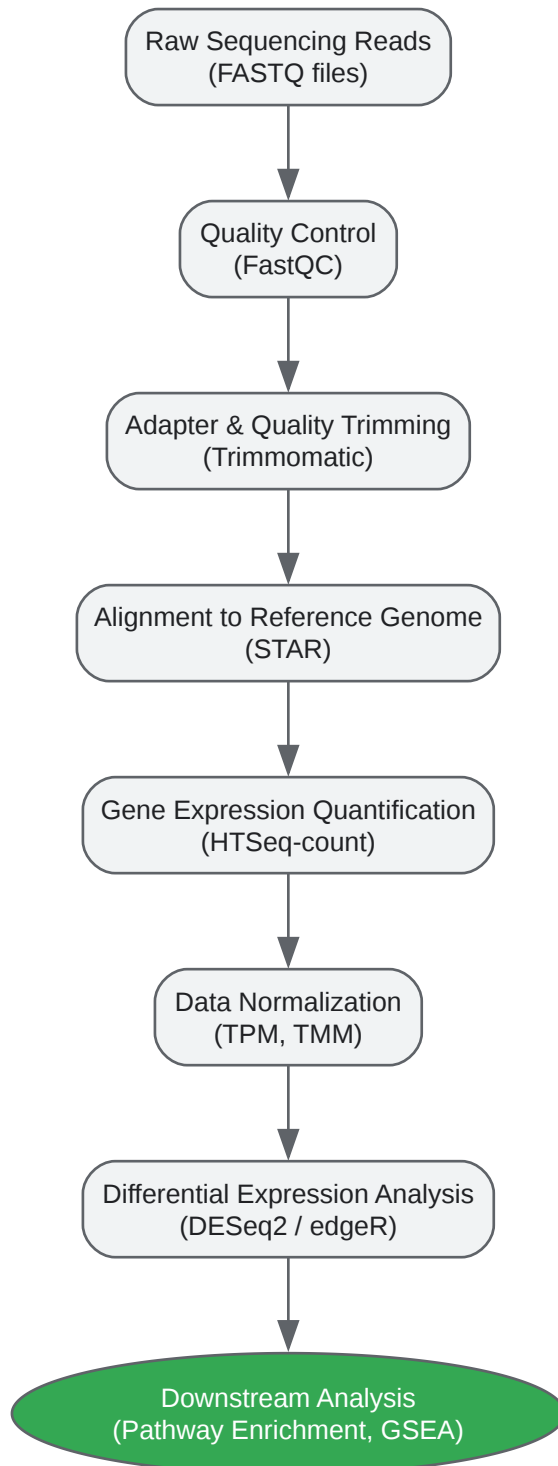 Raw Sequencing Reads
(FASTQ files)
Quality Control
(FastQC)
Adapter & Quality Trimming
(Trimmomatic)
Alignment to Reference Genome
(STAR)
Gene Expression Quantification
(HTSeq-count)
Data Normalization
(TPM, TMM)
Differential Expression Analysis
(DESeq2 / edgeR)
Downstream Analysis
(Pathway Enrichment, GSEA)